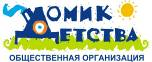 ДОМИК
ДЕТСТВА
ОБЩЕСТВЕННАЯ ОРГАНИЗАЦИЯ